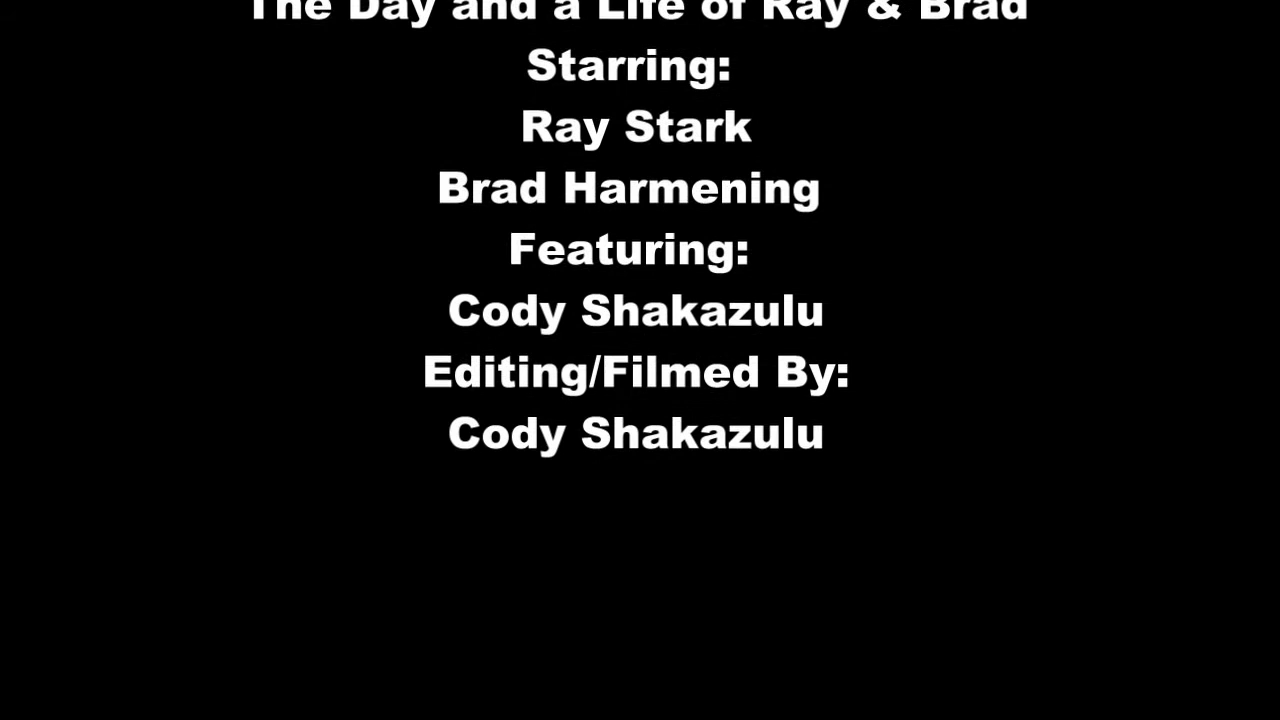 The Day and a Life of Ray & Brad
Starring:
Ray Stark
Brad Harmening
Featuring:
Cody Shakazulu
Editing/Filmed By:
Cody Shakazulu